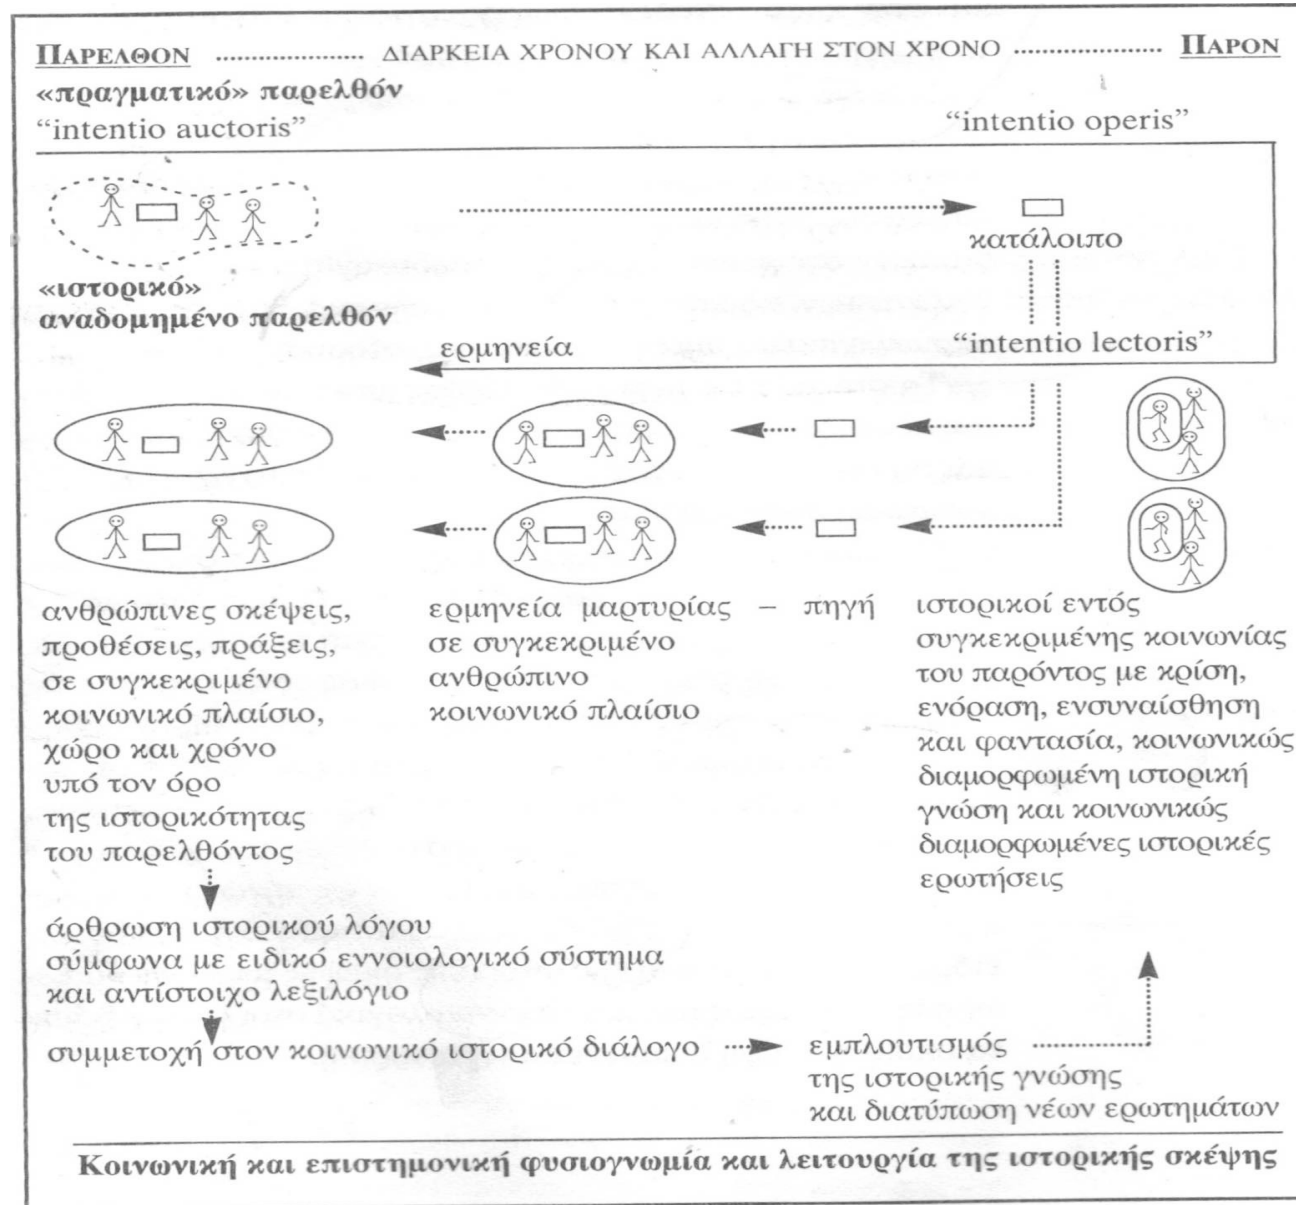 ΠΑΡΕΛΘΟΝ .................. ΔΙΑΡΚΕΙΑ ΧΡΟΝΟΥ ΚΑΙ ΑΛΛΑΓΗ ΣΤΟΝ ΧΡΟΝΟ .................. ΠΑΡΟΝ
«πραγματικό» παρελθόν
“intentio auctoris”
“intentio operis”
κατάλοιπο
«ιστορικό»
αναδομημένο παρελθόν
ερμηνεία
“intentio lectoris”
ανθρώπινες σκέψεις,
προθέσεις, πράξεις,
σε συγκεκριμένο
κοινωνικό πλαίσιο,
χώρο και χρόνο
υπό τον όρο
της ιστορικότητας
του παρελθόντος
ερμηνεία μαρτυρίας – πηγή
σε συγκεκριμένο
ανθρώπινο
κοινωνικό πλαίσιο
ιστορικοί εντός
συγκεκριμένης κοινωνίας
του παρόντος με κρίση,
ενόραση, ενσυναίσθηση
και φαντασία, κοινωνικώς
διαμορφωμένη ιστορική
γνώση και κοινωνικώς
διαμορφωμένες ιστορικές
ερωτήσεις
άρθρωση ιστορικού λόγου
σύμφωνα με ειδικό εννοιολογικό σύστημα
και αντίστοιχο λεξιλόγιο
συμμετοχή στον κοινωνικό ιστορικό διάλογο
εμπλουτισμός
της ιστορικής γνώσης
και διατύπωση νέων ερωτημάτων
Κοινωνική και επιστημονική φυσιογνωμία και λειτουργία της ιστορικής σκέψης